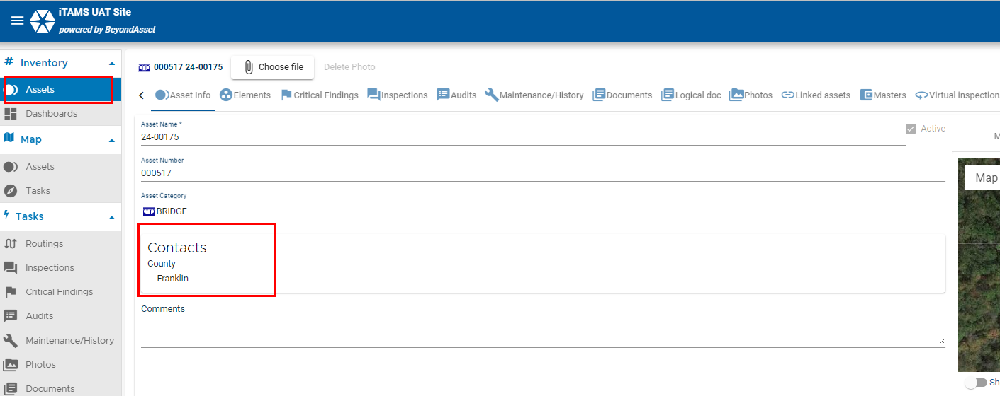 iTAMS UAT Site
powered by BeyondAsset
# Inventory
Assets
Dashboards
Map
Assets
Tasks
Tasks
Routings
Inspections
Critical Findings
Audits
Maintenance/History
Photos
Documents
000517 24-00175
Choose file
Delete Photo
Asset Info
Elements
Critical Findings
Inspections
Audits
Maintenance/History
Documents
Logical doc
Photos
Linked assets
Masters
Virtual inspection
Asset Name *
24-00175
Active
Asset Number
000517
Asset Category
BRIDGE
Contacts
County
Franklin
Comments
M
Map
Sh